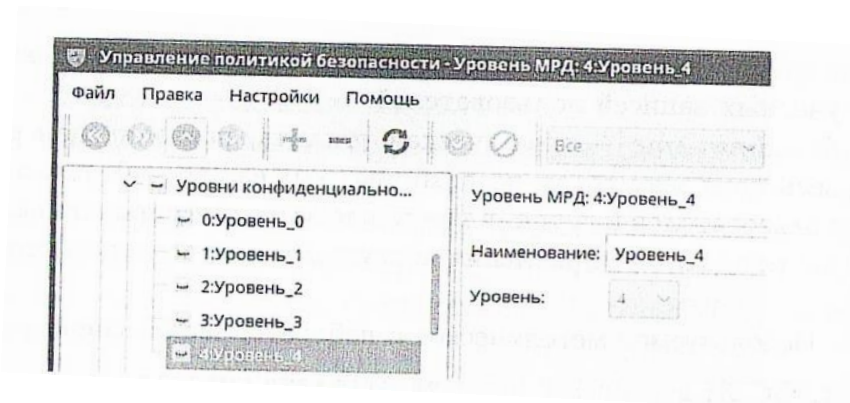 Управление политикой безопасности - Уровень МРД: 4:Уровень_4
Файл Правка Настройки Помощь
Все
Уровни конфиденциально...
0:Уровень_0
1:Уровень_1
2:Уровень_2
3:Уровень_3
4:Уровень_4
Уровень МРД: 4:Уровень_4
Наименование: Уровень_4
Уровень: 4